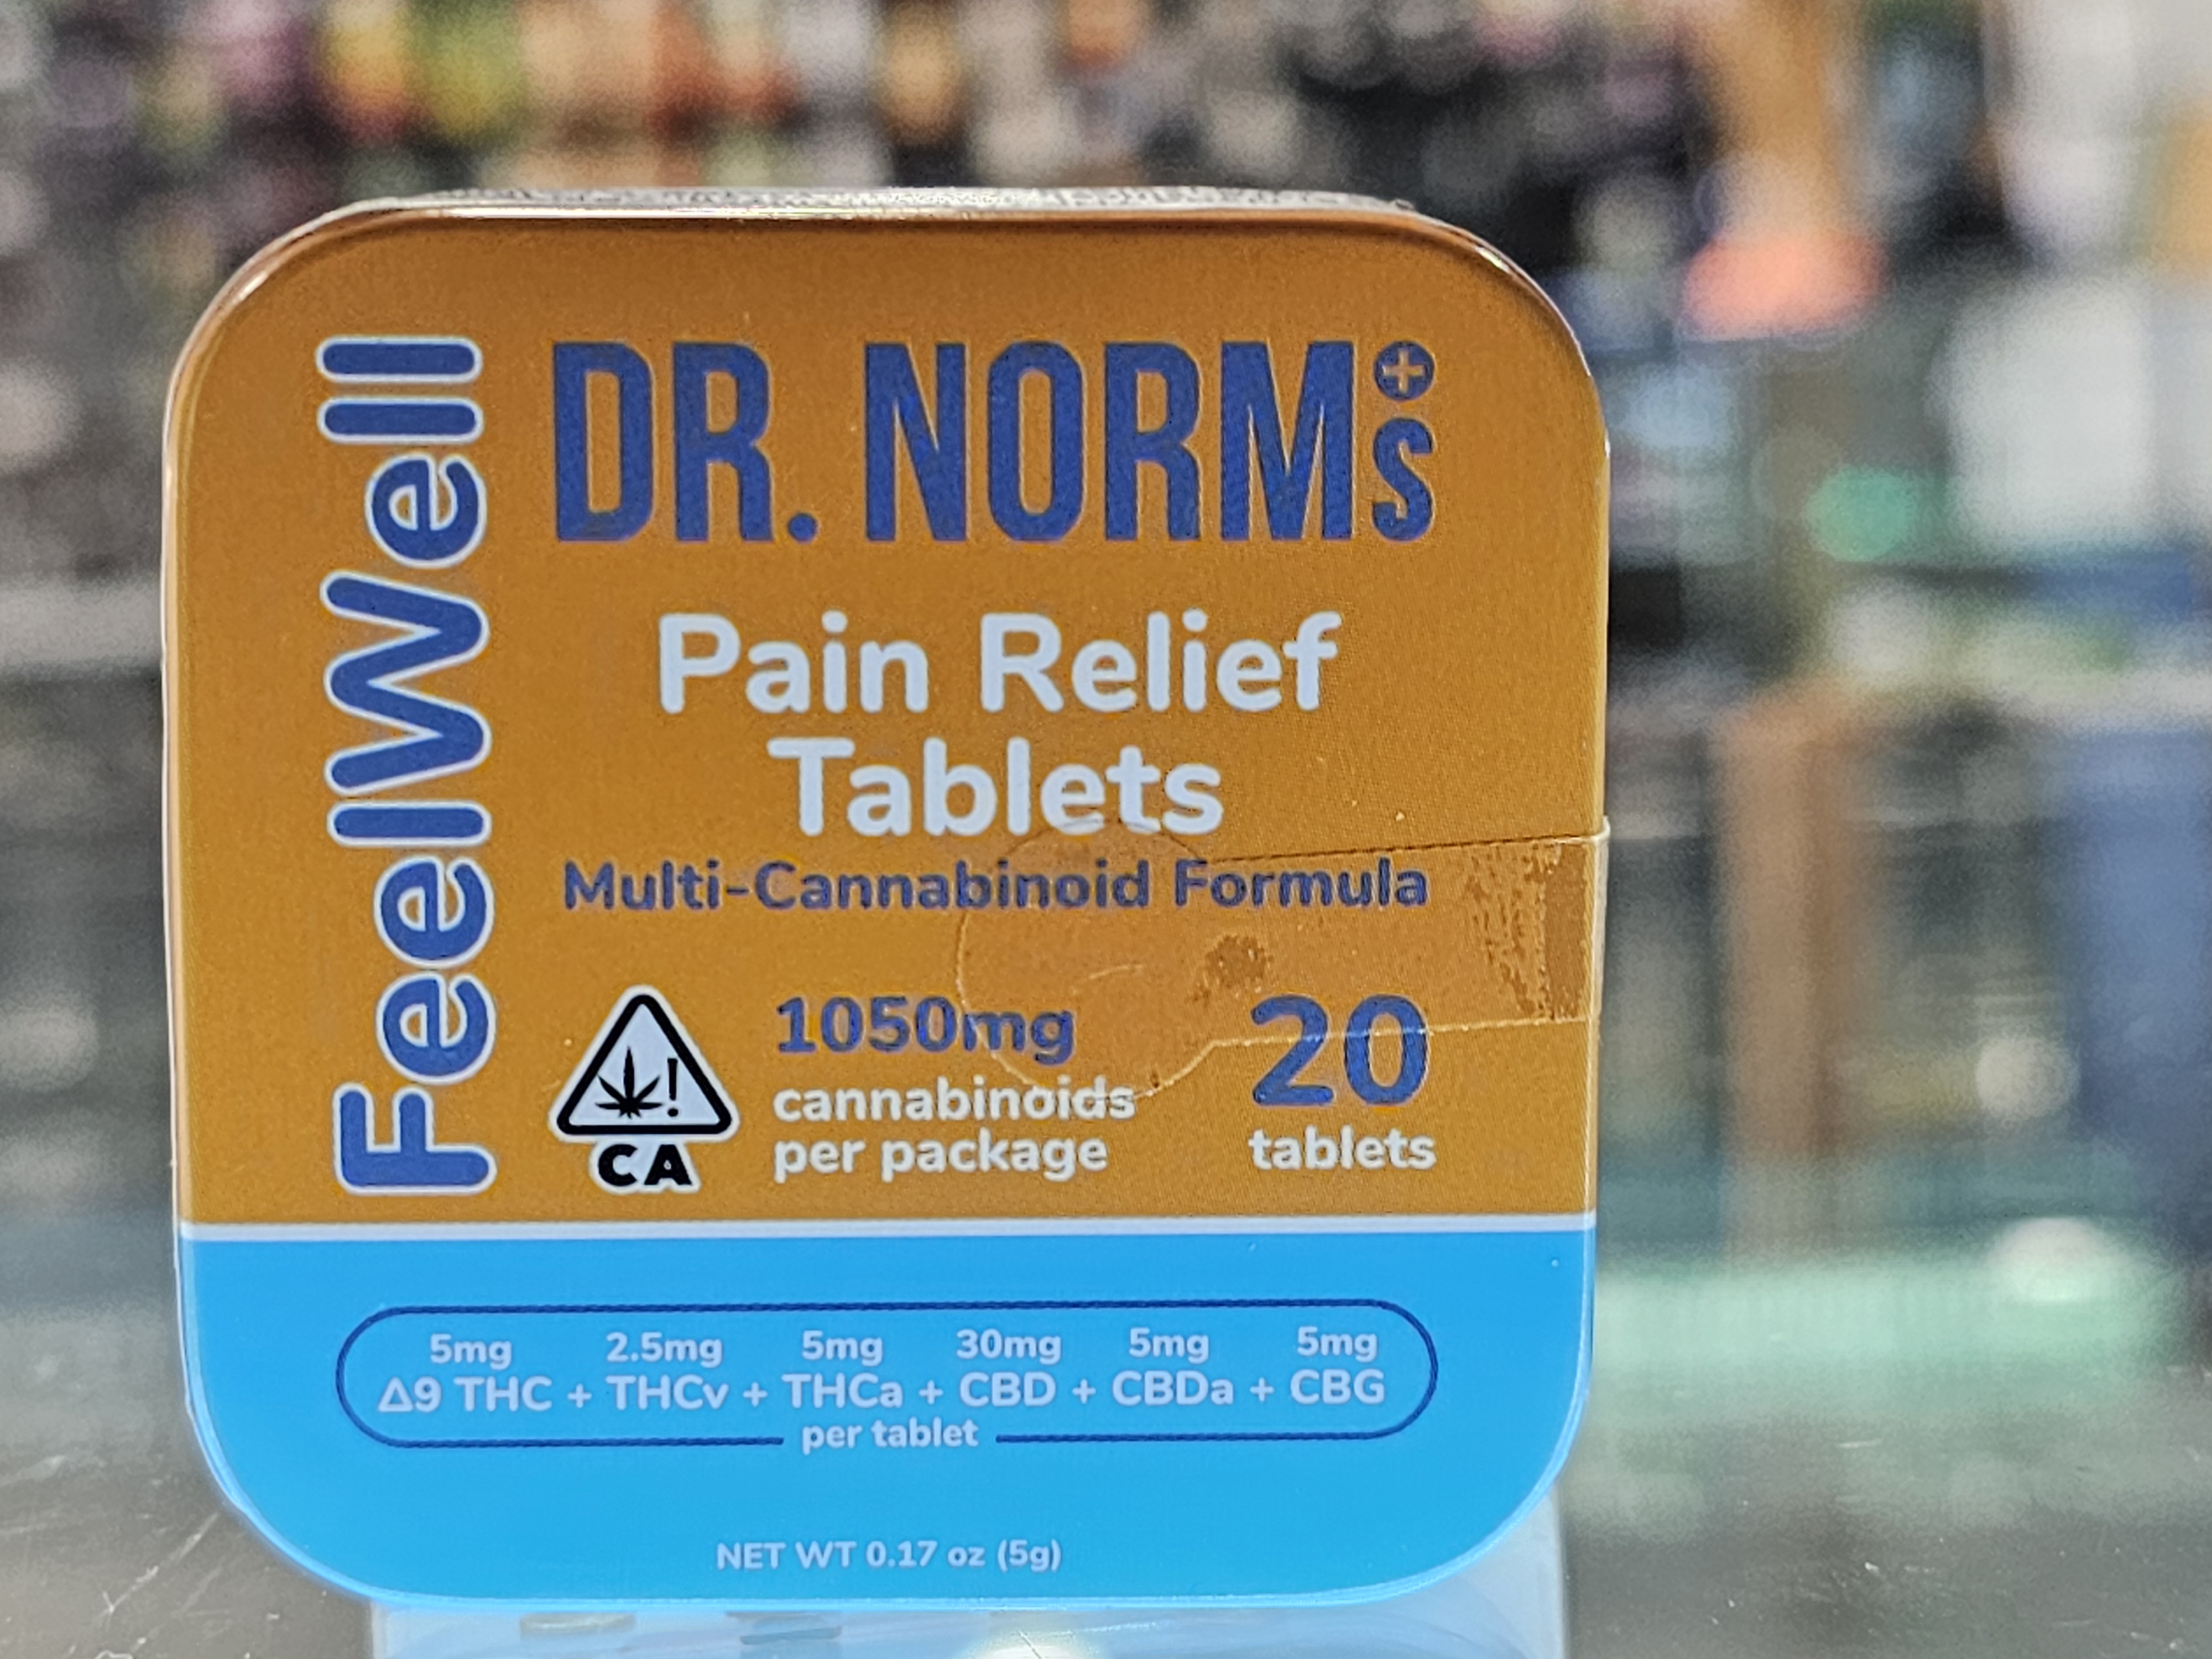 FeelWell
DR. NORM s
Pain Relief
Tablets
Multi-Cannabinoid Formula
1050mg
cannabinoids
per package
20
tablets
CA
5mg 2.5mg 5mg 30mg 5mg 5mg
Δ9 THC + THCv + THCa + CBD + CBDa + CBG
per tablet
NET WT 0.17 oz (5g)